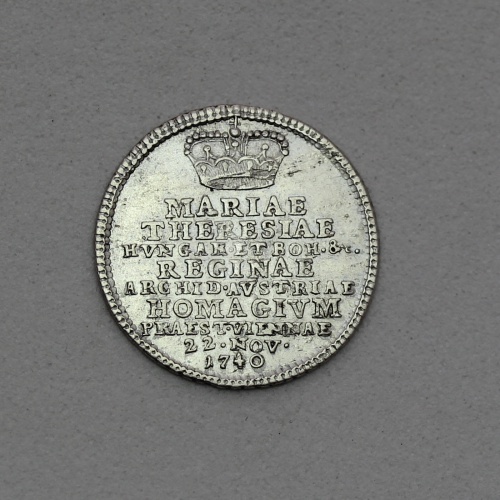 MARIAE
THERESIAE
HVNGAR ET BOH. &c.
REGINAE
ARCHID·AVSTRIAE
HOMAGIVM
PRAEST·VIENNAE
22·NOV·
1740